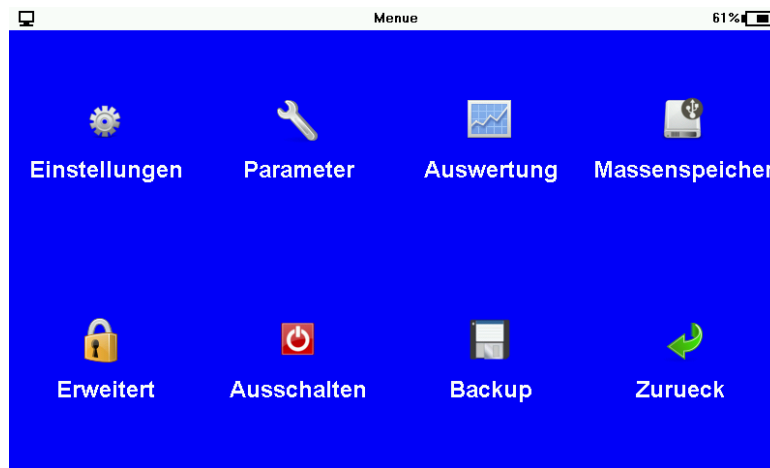 Menue 61%
Einstellungen Parameter Auswertung Massenspeicher
Erweitert Ausschalten Backup Zurueck